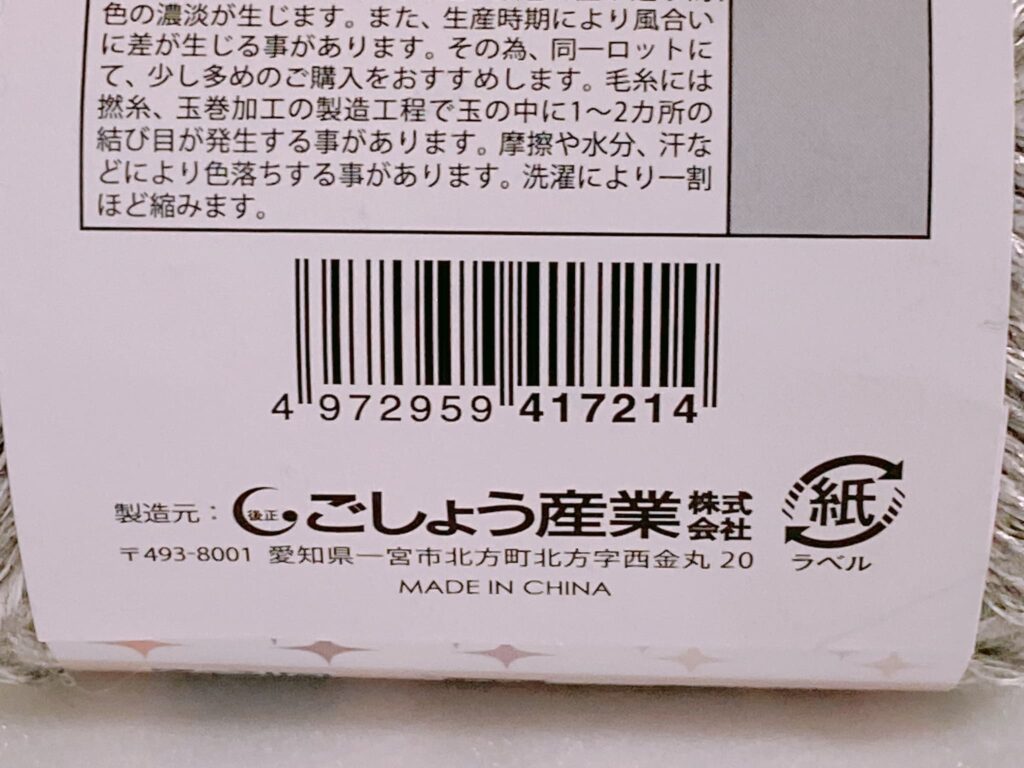 色の濃淡が生じます。また、生産時期により風合い
に差が生じる事があります。その為、同一ロットに
て、少し多めのご購入をおすすめします。毛糸には
撚糸、玉巻加工の製造工程で玉の中に1～2カ所の
結び目が発生する事があります。摩擦や水分、汗な
どにより色落ちする事があります。洗濯により一割
ほど縮みます。
4 972959 417214
製造元：後正 ごしょう産業株式会社
〒493-8001 愛知県一宮市北方町北方字西金丸 20
MADE IN CHINA
紙
ラベル